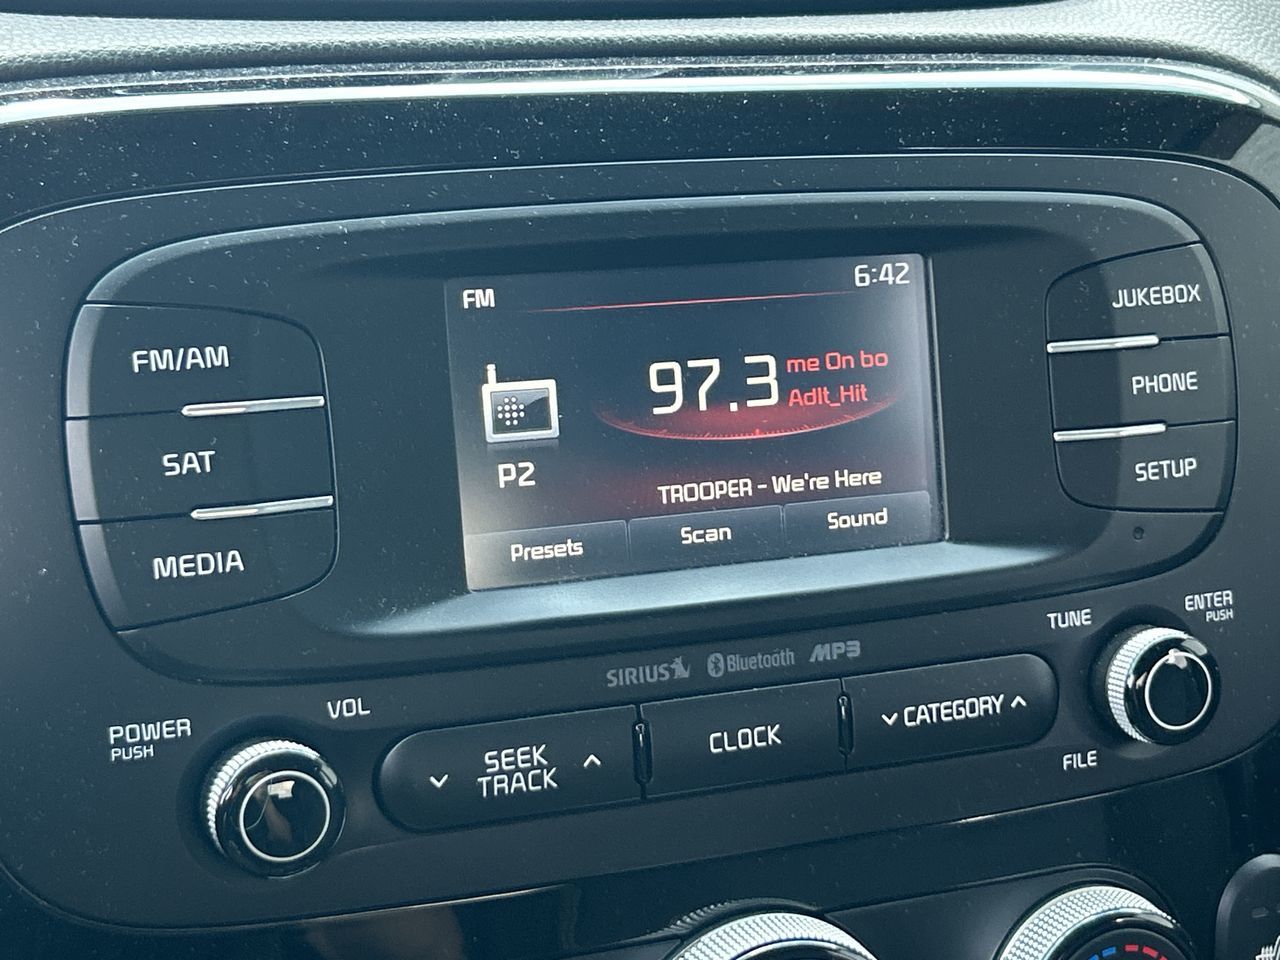 FM
6:42
97.3
me On bo
Adlt_Hit
P2
TROOPER - We're Here
Presets
Scan
Sound
FM/AM
SAT
MEDIA
JUKEBOX
PHONE
SETUP
SIRIUS
Bluetooth
MP3
POWER
PUSH
VOL
SEEK
TRACK
CLOCK
CATEGORY
TUNE
FILE
ENTER
PUSH